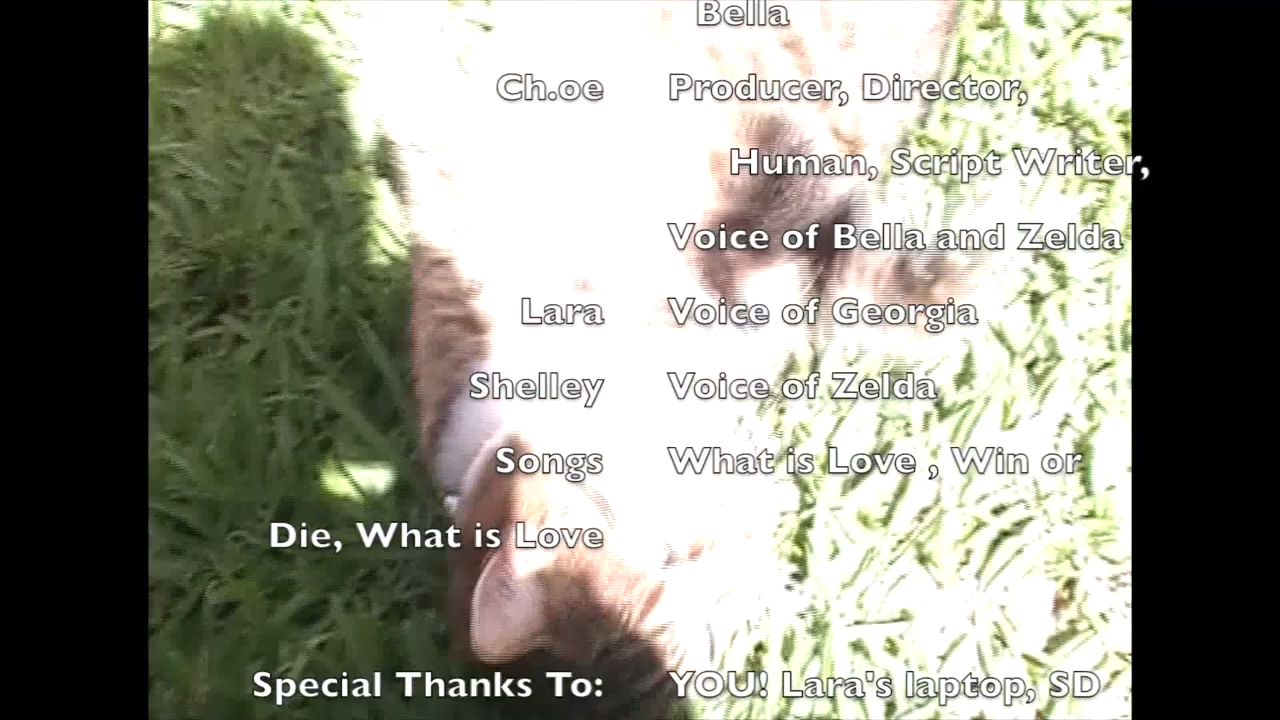 Bella
Ch.oe Producer, Director,
Human, Script Writer,
Voice of Bella and Zelda
Lara Voice of Georgia
Shelley Voice of Zelda
Songs What is Love , Win or
Die, What is Love
Special Thanks To: YOU! Lara's laptop, SD